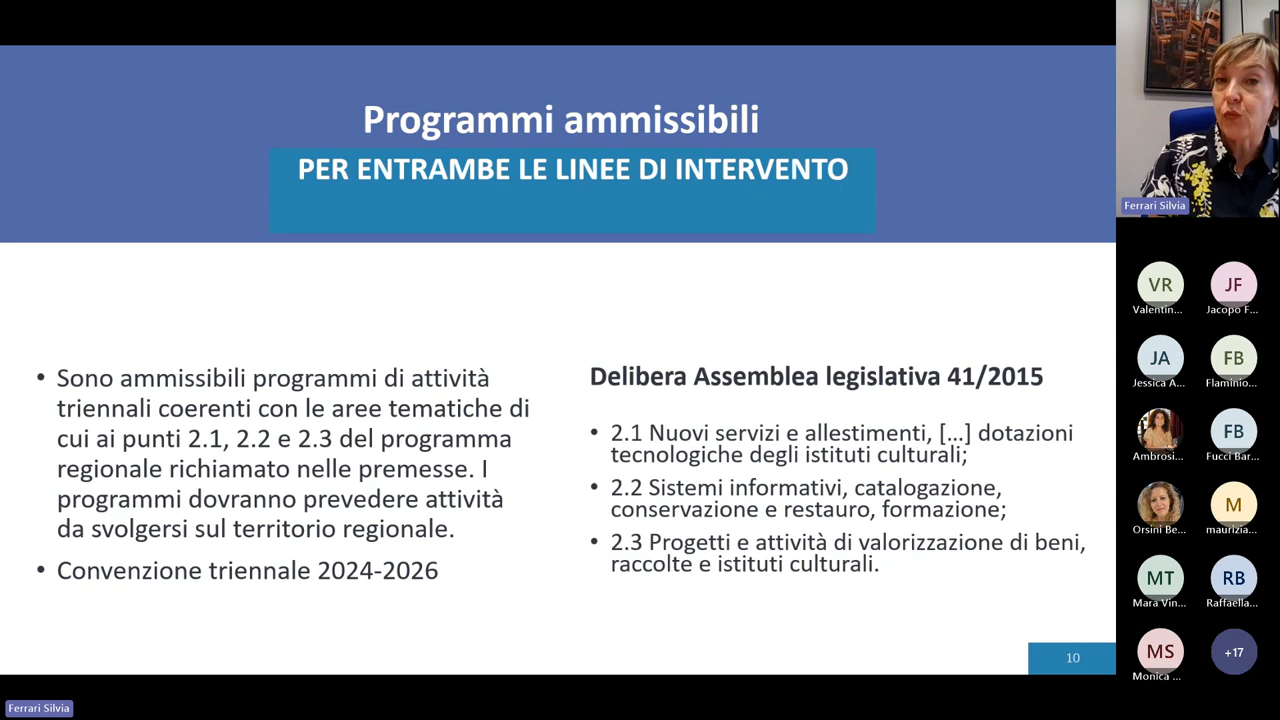 Programmi ammissibili
PER ENTRAMBE LE LINEE DI INTERVENTO
• Sono ammissibili programmi di attività
triennali coerenti con le aree tematiche di
cui ai punti 2.1, 2.2 e 2.3 del programma
regionale richiamato nelle premesse. I
programmi dovranno prevedere attività
da svolgersi sul territorio regionale.
• Convenzione triennale 2024-2026
Delibera Assemblea legislativa 41/2015
• 2.1 Nuovi servizi e allestimenti, […] dotazioni
tecnologiche degli istituti culturali;
• 2.2 Sistemi informativi, catalogazione,
conservazione e restauro, formazione;
• 2.3 Progetti e attività di valorizzazione di beni,
raccolte e istituti culturali.
10
Ferrari Silvia
VR
Valentin...
JF
Jacopo F...
JA
Jessica A...
FB
Flaminio...
Ambrosi...
FB
Fucci Bar...
Orsini Be...
M
maurizia...
MT
Mara Vin...
RB
Raffaella...
MS
Monica ...
+17
Ferrari Silvia